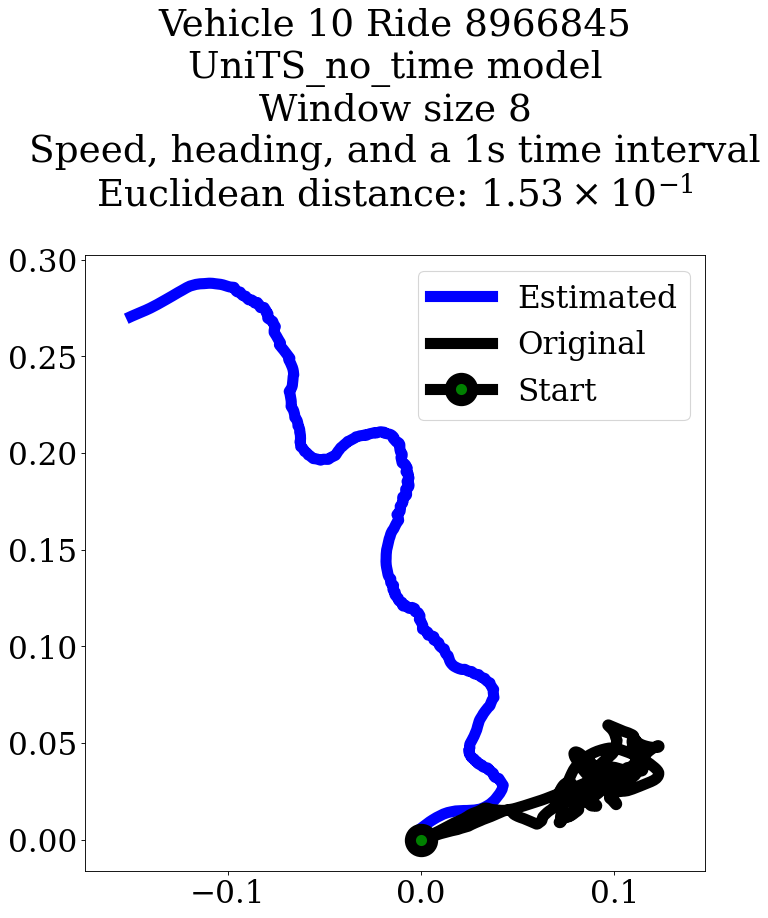 Vehicle 10 Ride 8966845
UniTS_no_time model
Window size 8
Speed, heading, and a 1s time interval
Euclidean distance: 1.53 × 10⁻¹
0.30
0.25
0.20
0.15
0.10
0.05
0.00
Estimated
Original
Start
−0.1
0.0
0.1